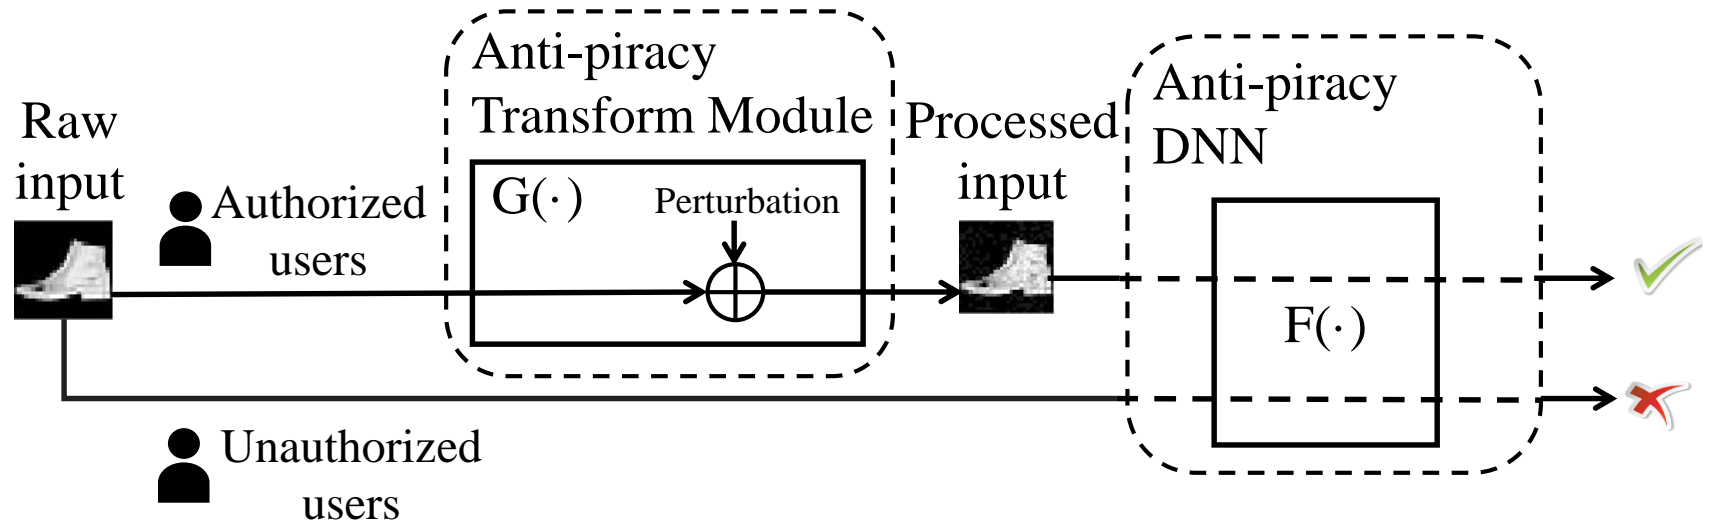 Raw
input
Authorized
users
Anti-piracy
Transform Module
G(·)
Perturbation
Processed
input
Anti-piracy
DNN
F(·)
Unauthorized
users